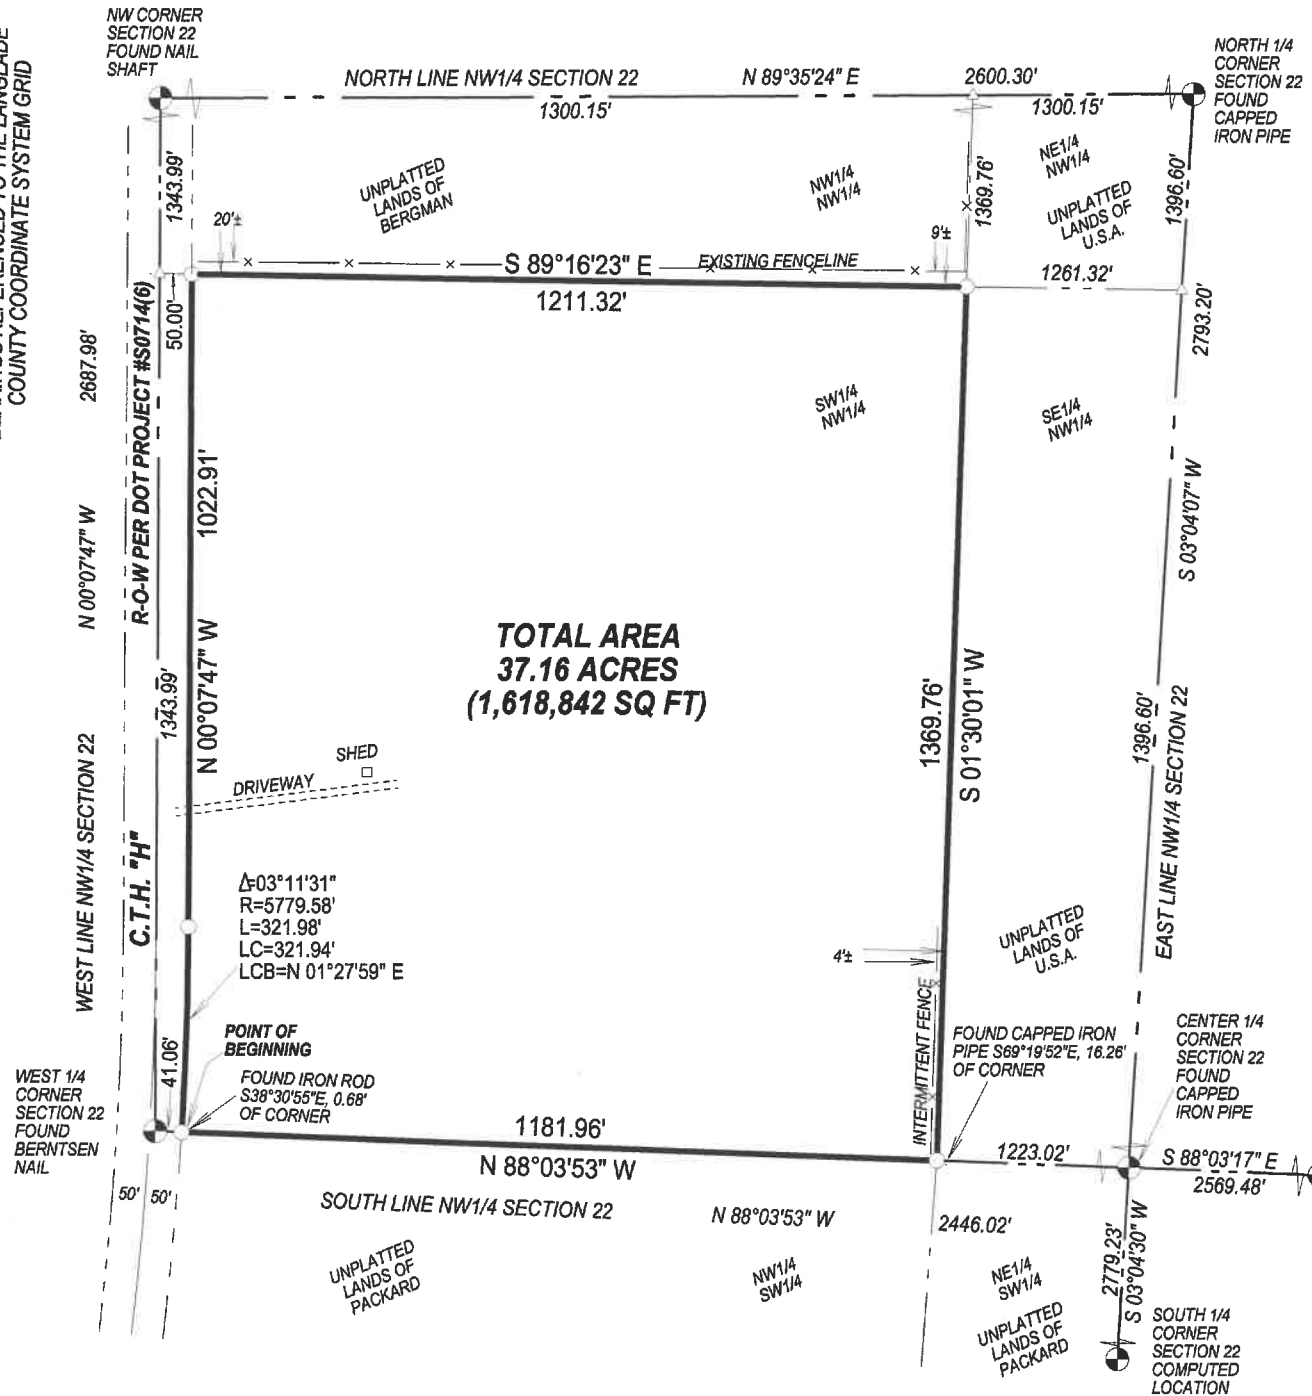 COUNTY COORDINATE SYSTEM GRID
NW CORNER
SECTION 22
FOUND NAIL
SHAFT
NORTH LINE NW1/4 SECTION 22
N 89°35'24" E
2600.30'
1300.15'
1300.15'
NORTH 1/4
CORNER
SECTION 22
FOUND
CAPPED
IRON PIPE
1343.99'
UNPLATTED
LANDS OF
BERGMAN
NW1/4
NW1/4
1369.76'
NE1/4
NW1/4
UNPLATTED
LANDS OF
U.S.A.
1396.60'
20'±
9'±
S 89°16'23" E
EXISTING FENCELINE
1211.32'
1261.32'
50.00'
2793.20'
2687.98'
R-O-W PER DOT PROJECT #S0714(6)
SW1/4
NW1/4
SE1/4
NW1/4
1022.91'
N 00°07'47" W
N 00°07'47" W
S 03°04'07" W
TOTAL AREA
37.16 ACRES
(1,618,842 SQ FT)
1343.99'
1369.76'
S 01°30'01" W
1396.60'
EAST LINE NW1/4 SECTION 22
WEST LINE NW1/4 SECTION 22
C.T.H. "H"
SHED
DRIVEWAY
Δ=03°11'31"
R=5779.58'
L=321.98'
LC=321.94'
LCB=N 01°27'59" E
4'±
UNPLATTED
LANDS OF
U.S.A.
INTERMITTENT FENCE
41.06'
POINT OF
BEGINNING
FOUND IRON ROD
S38°30'55"E, 0.68'
OF CORNER
FOUND CAPPED IRON
PIPE S69°19'52"E, 16.26'
OF CORNER
CENTER 1/4
CORNER
SECTION 22
FOUND
CAPPED
IRON PIPE
WEST 1/4
CORNER
SECTION 22
FOUND
BERNTSEN
NAIL
1181.96'
N 88°03'53" W
1223.02'
S 88°03'17" E
2569.48'
50'
50'
SOUTH LINE NW1/4 SECTION 22
N 88°03'53" W
2446.02'
UNPLATTED
LANDS OF
PACKARD
NW1/4
SW1/4
NE1/4
SW1/4
UNPLATTED
LANDS OF
PACKARD
2779.23'
S 03°04'30" W
SOUTH 1/4
CORNER
SECTION 22
COMPUTED
LOCATION